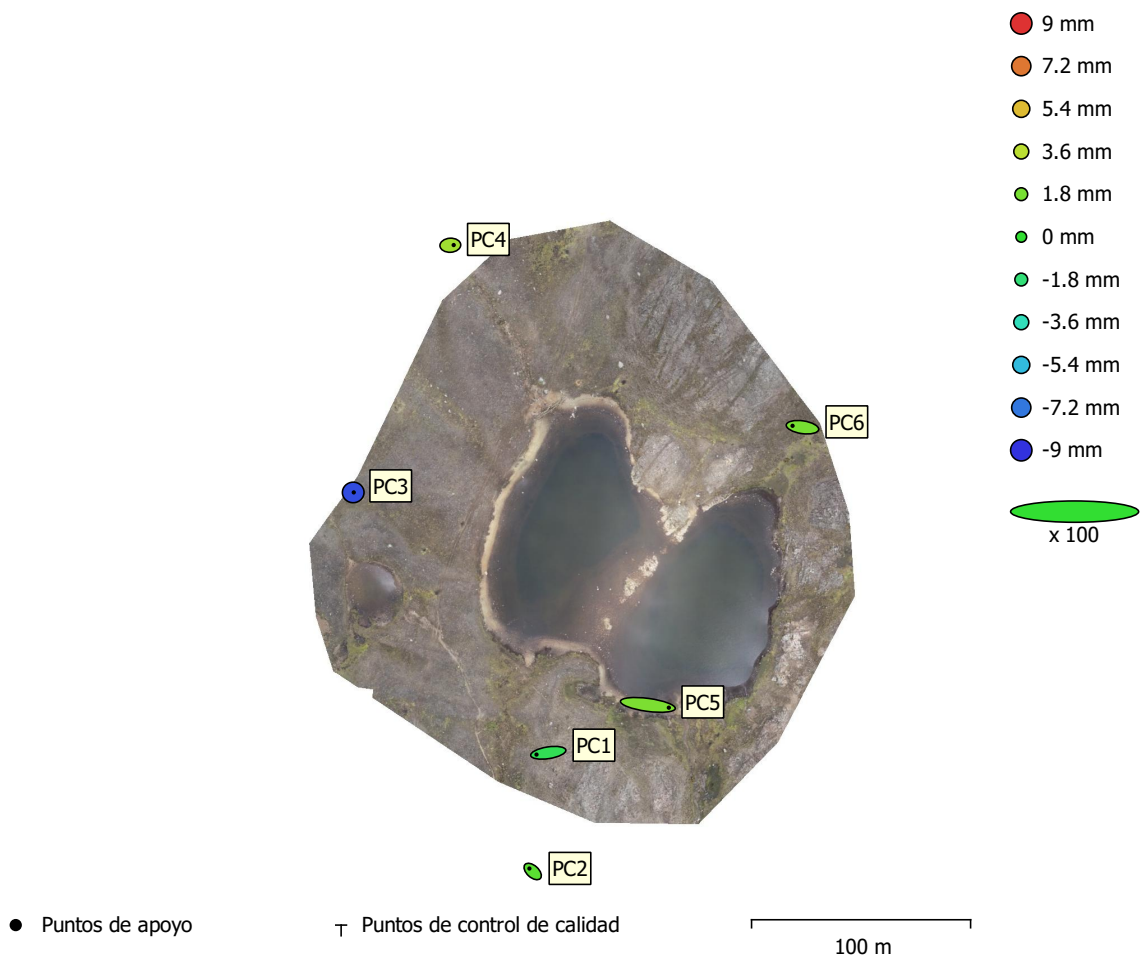 9 mm
7.2 mm
5.4 mm
3.6 mm
1.8 mm
0 mm
-1.8 mm
-3.6 mm
-5.4 mm
-7.2 mm
-9 mm
x 100
PC4
PC6
PC3
PC5
PC1
PC2
Puntos de apoyo
Puntos de control de calidad
100 m